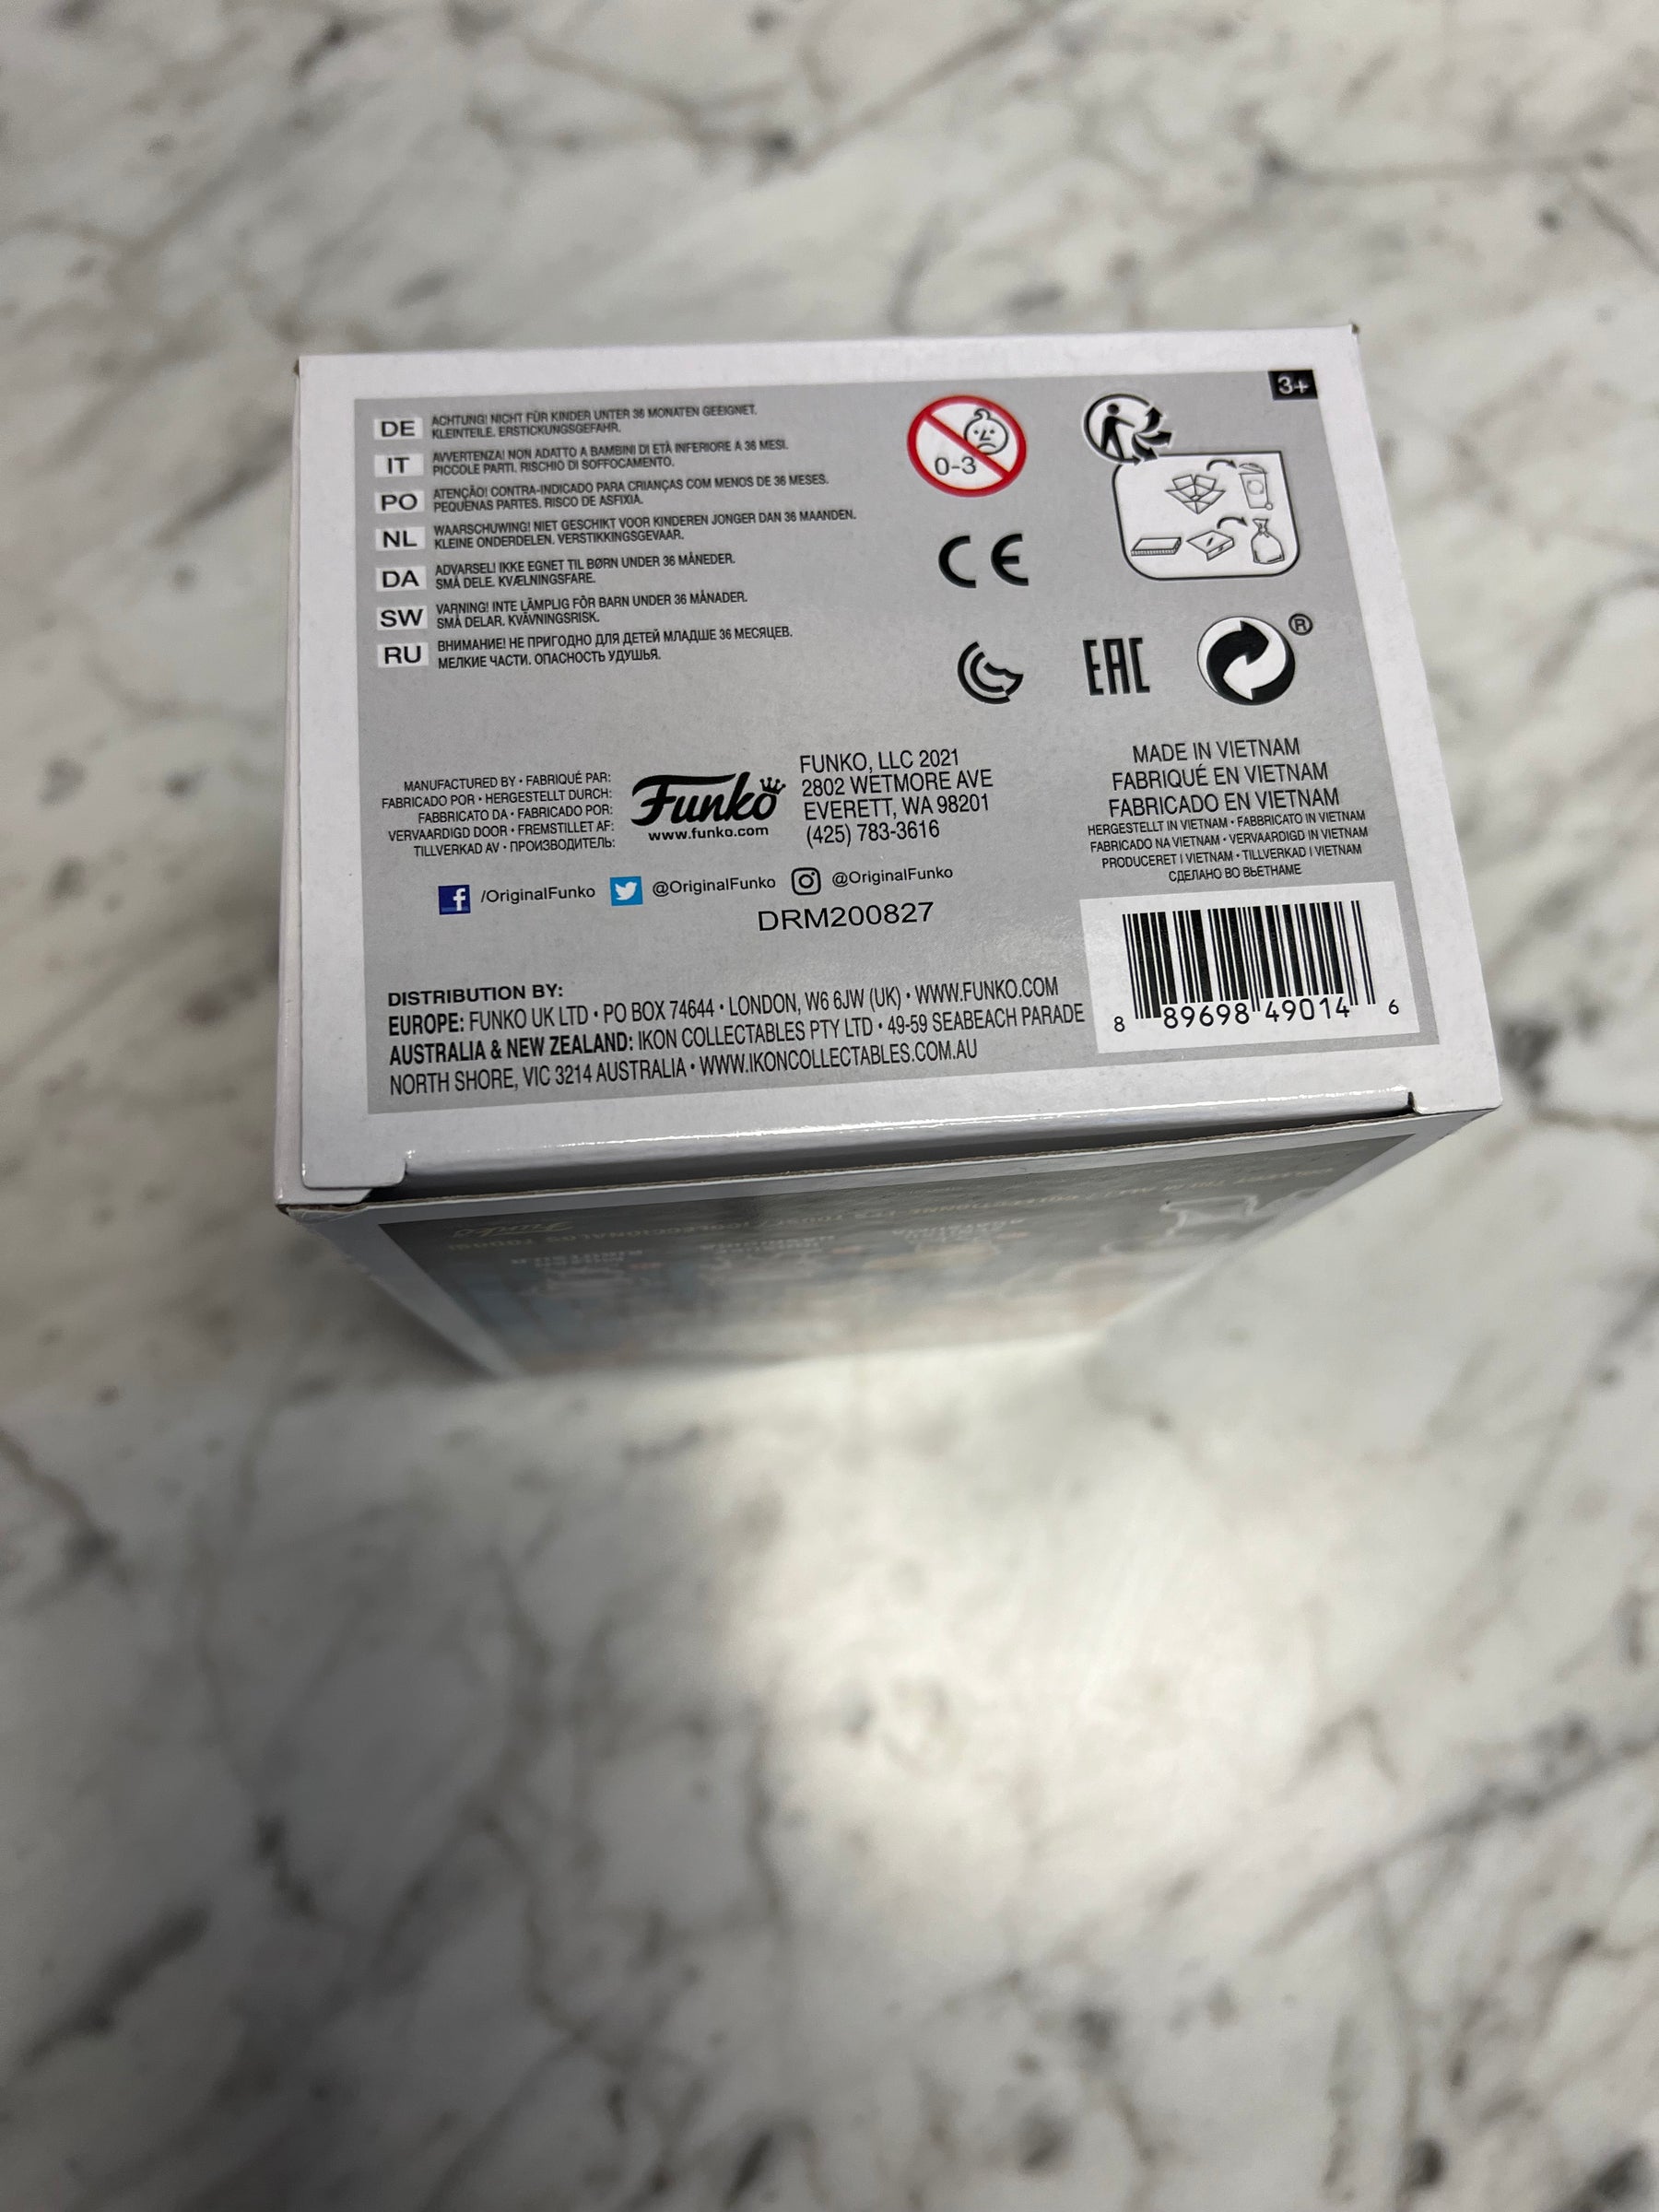 3+
DE ACHTUNG! NICHT FÜR KINDER UNTER 36 MONATEN GEEIGNET.
KLEINTEILE. ERSTICKUNGSGEFAHR.
IT AVVERTENZA! NON ADATTO A BAMBINI DI ETÀ INFERIORE A 36 MESI.
PICCOLE PARTI. RISCHIO DI SOFFOCAMENTO.
PO ATENÇÃO! CONTRA-INDICADO PARA CRIANÇAS COM MENOS DE 36 MESES.
PEQUENAS PARTES. RISCO DE ASFIXIA.
NL WAARSCHUWING! NIET GESCHIKT VOOR KINDEREN JONGER DAN 36 MAANDEN.
KLEINE ONDERDELEN. VERSTIKKINGSGEVAAR.
DA ADVARSEL! IKKE EGNET TIL BØRN UNDER 36 MÅNEDER.
SMÅ DELE. KVÆLNINGSFARE.
SW VARNING! INTE LÄMPLIG FÖR BARN UNDER 36 MÅNADER.
SMÅ DELAR. KVÄVNINGSRISK.
RU ВНИМАНИЕ! НЕ ПРИГОДНО ДЛЯ ДЕТЕЙ МЛАДШЕ 36 МЕСЯЦЕВ.
МЕЛКИЕ ЧАСТИ. ОПАСНОСТЬ УДУШЬЯ.
0-3
CE
EAC
®
MANUFACTURED BY • FABRIQUÉ PAR:
FABRICADO POR • HERGESTELLT DURCH:
FABBRICATO DA • FABRICADO POR:
VERVAARDIGD DOOR • FREMSTILLET AF:
TILLVERKAD AV • ПРОИЗВОДИТЕЛЬ:
Funko
www.funko.com
FUNKO, LLC 2021
2802 WETMORE AVE
EVERETT, WA 98201
(425) 783-3616
MADE IN VIETNAM
FABRIQUÉ EN VIETNAM
FABRICADO EN VIETNAM
HERGESTELLT IN VIETNAM • FABBRICATO IN VIETNAM
FABRICADO NA VIETNAM • VERVAARDIGD IN VIETNAM
PRODUCERET I VIETNAM • TILLVERKAD I VIETNAM
СДЕЛАНО ВО ВЬЕТНАМЕ
/OriginalFunko @OriginalFunko @OriginalFunko
DRM200827
DISTRIBUTION BY:
EUROPE: FUNKO UK LTD • PO BOX 74644 • LONDON, W6 6JW (UK) • WWW.FUNKO.COM
AUSTRALIA & NEW ZEALAND: IKON COLLECTABLES PTY LTD • 49-59 SEABEACH PARADE
NORTH SHORE, VIC 3214 AUSTRALIA • WWW.IKONCOLLECTABLES.COM.AU
8 89698 49014 6
Funko